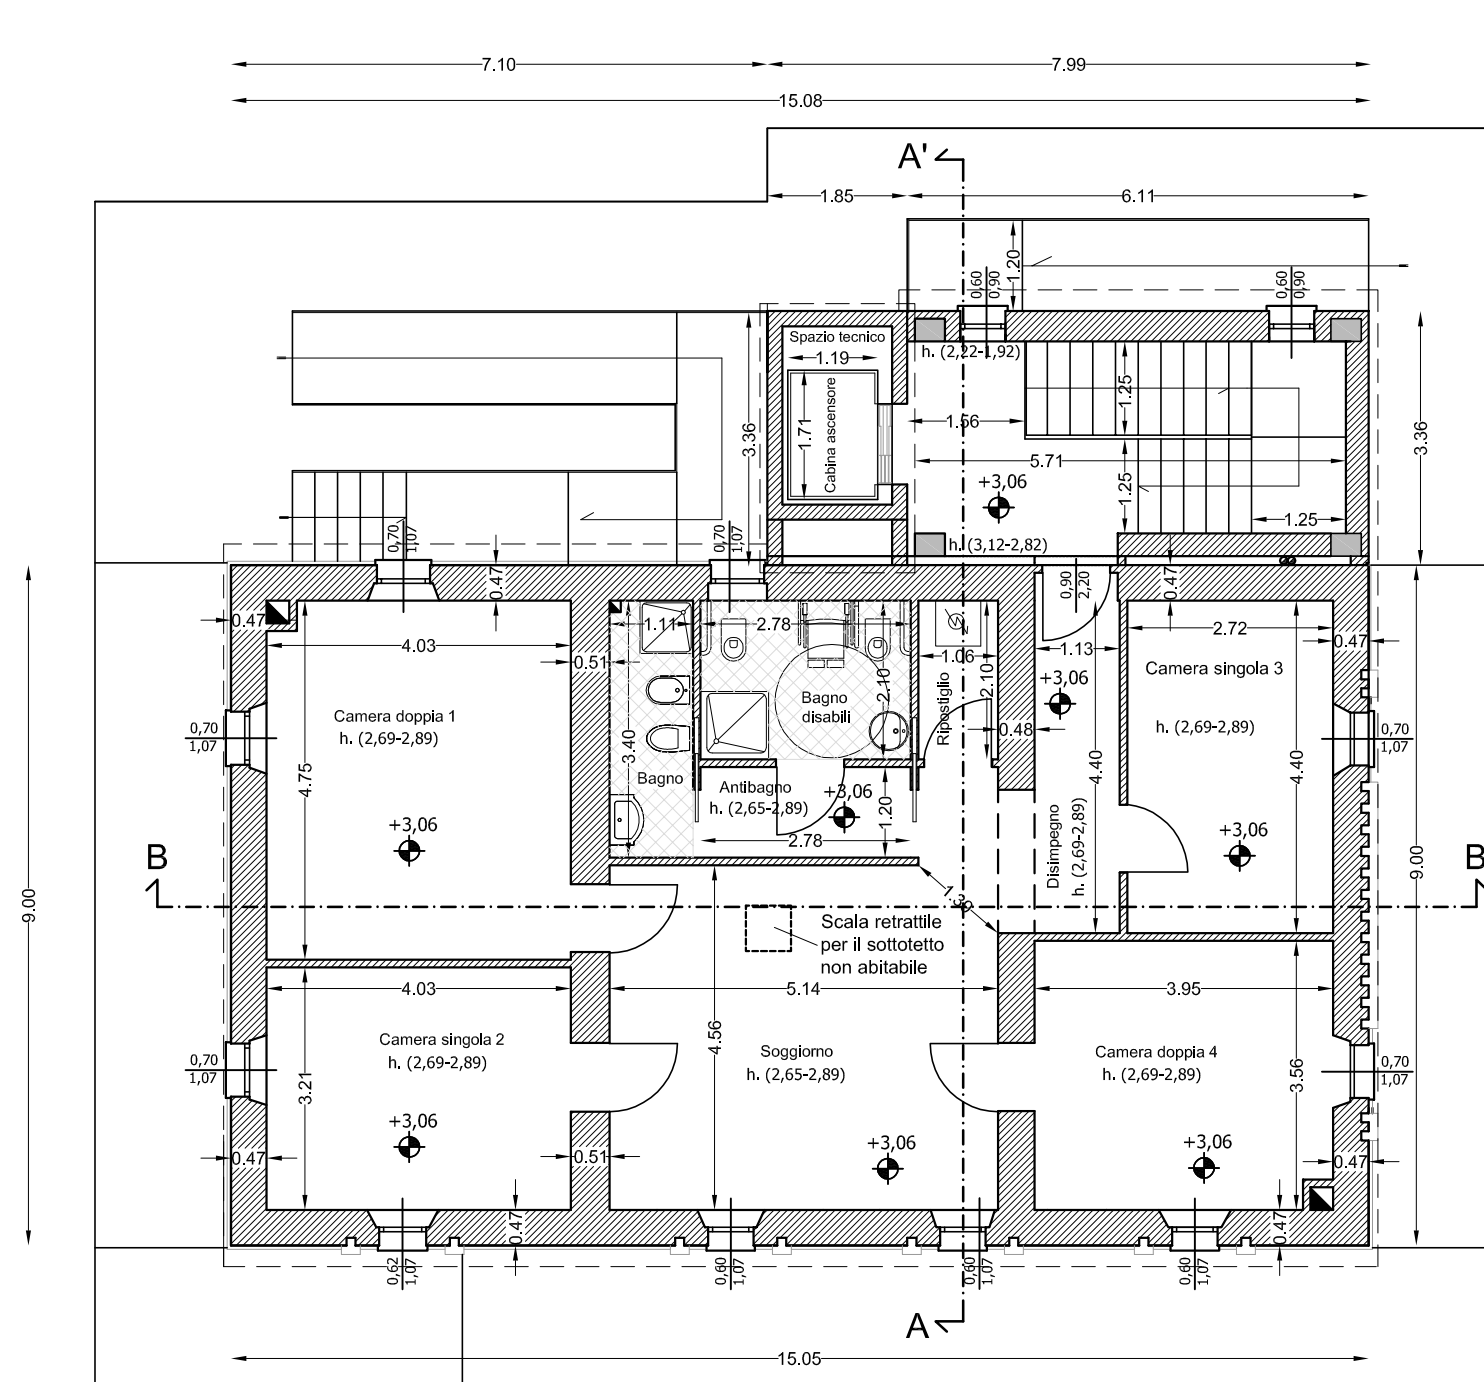 7.10
7.99
15.08
A'
1.85
6.11
1.20
0,60
0,90
0,60
0,90
Spazio tecnico
h. (2,22-1,92)
1.19
1.25
Cabina ascensore
1.71
1.56
3.36
3.36
5.71
1.25
+3,06
1.25
h. (3,12-2,82)
0,70
1,07
0,70
1,07
0.47
0,90
2,20
0.47
0.47
1.11
2.78
2.72
0.47
4.03
0.51
1.06
1.13
Camera singola 3
h. (2,69-2,89)
2.10
Ripostiglio
2.10
+3,06
Bagno
disabili
Camera doppia 1
h. (2,69-2,89)
0,70
1,07
0,70
1,07
3.40
0.48
4.75
Bagno
Antibagno
h. (2,65-2,89)
+3,06
1.20
4.40
4.40
+3,06
+3,06
2.78
Disimpegno
h. (2,69-2,89)
B
B
9.00
9.00
1.39
Scala retrattile
per il sottotetto
non abitabile
4.03
5.14
3.95
4.56
Camera singola 2
h. (2,69-2,89)
Soggiorno
h. (2,65-2,89)
Camera doppia 4
h. (2,69-2,89)
0,70
1,07
0,70
1,07
3.21
3.56
+3,06
+3,06
+3,06
0.47
0.51
0.47
0.47
0.47
0,62
1,07
0,60
1,07
0,60
1,07
0,60
1,07
A
15.05